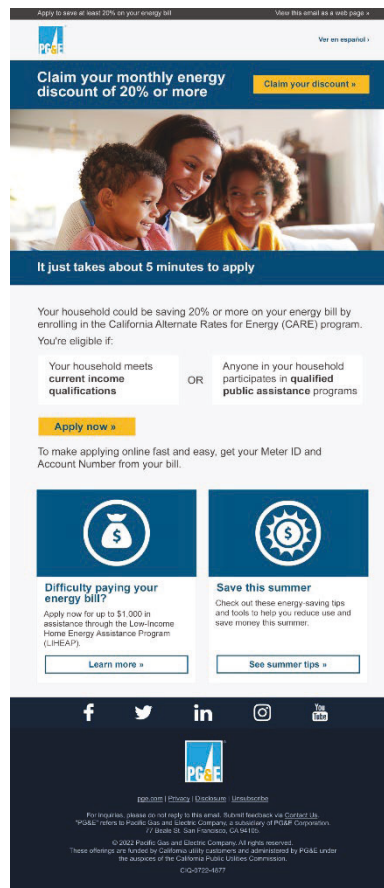 Apply to save at least 20% on your energy bill
View this email as a web page »
PG&E
Ver en español ›
Claim your monthly energy
discount of 20% or more
Claim your discount »
It just takes about 5 minutes to apply
Your household could be saving 20% or more on your energy bill by
enrolling in the California Alternate Rates for Energy (CARE) program.
You're eligible if:
Your household meets
current income
qualifications
OR
Anyone in your household
participates in qualified
public assistance programs
Apply now »
To make applying online fast and easy, get your Meter ID and
Account Number from your bill.
$
Difficulty paying your
energy bill?
Apply now for up to $1,000 in
assistance through the Low-Income
Home Energy Assistance Program
(LIHEAP).
Learn more »
$
Save this summer
Check out these energy-saving tips
and tools to help you reduce use and
save money this summer.
See summer tips »
f
in
You
Tube
PG&E
pge.com | Privacy | Disclosure | Unsubscribe
For inquiries, please do not reply to this email. Submit feedback via Contact Us.
"PG&E" refers to Pacific Gas and Electric Company, a subsidiary of PG&E Corporation.
77 Beale St. San Francisco, CA 94105.
© 2022 Pacific Gas and Electric Company. All rights reserved.
These offerings are funded by California utility customers and administered by PG&E under
the auspices of the California Public Utilities Commission.
CIQ-0722-4877